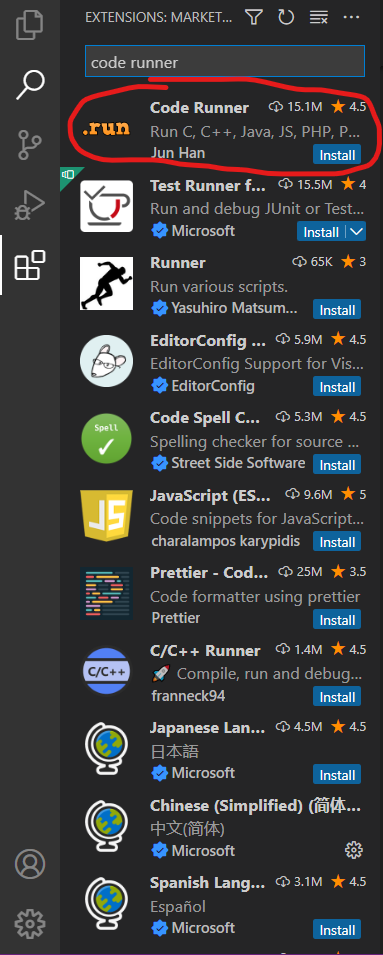 EXTENSIONS: MARKET...
code runner
.run
Code Runner 15.1M 4.5
Run C, C++, Java, JS, PHP, P...
Jun Han Install
Test Runner f... 15.5M 4
Run and debug JUnit or Test...
Microsoft Install
Runner 65K 3
Run various scripts.
Yasuhiro Matsum... Install
EditorConfig ... 5.9M 4.5
EditorConfig Support for Vis...
EditorConfig Install
Spell
Code Spell C... 5.3M 4.5
Spelling checker for source ...
Street Side Software Install
JS
JavaScript (ES... 9.6M 5
Code snippets for JavaScript...
charalampos karypidis Install
Prettier - Cod... 25M 3.5
Code formatter using prettier
Prettier Install
C/C++
C/C++ Runner 1.4M 4.5
🚀 Compile, run and debug...
franneck94 Install
Japanese Lan... 4.5M 4.5
日本語
Microsoft Install
Chinese (Simplified) (简体...
中文(简体)
Microsoft
Spanish Lang... 3.1M 4.5
Español
Microsoft Install